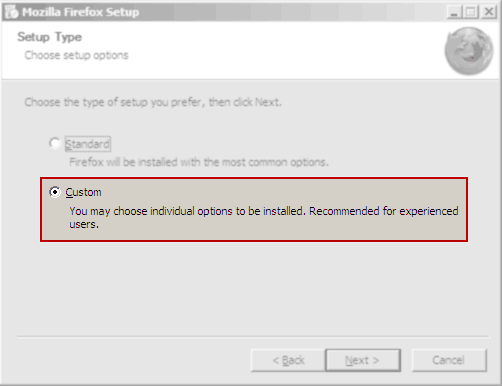 Mozilla Firefox Setup
Setup Type
Choose setup options
Choose the type of setup you prefer, then click Next.
Standard
Firefox will be installed with the most common options.
Custom
You may choose individual options to be installed. Recommended for experienced
users.
< Back
Next >
Cancel